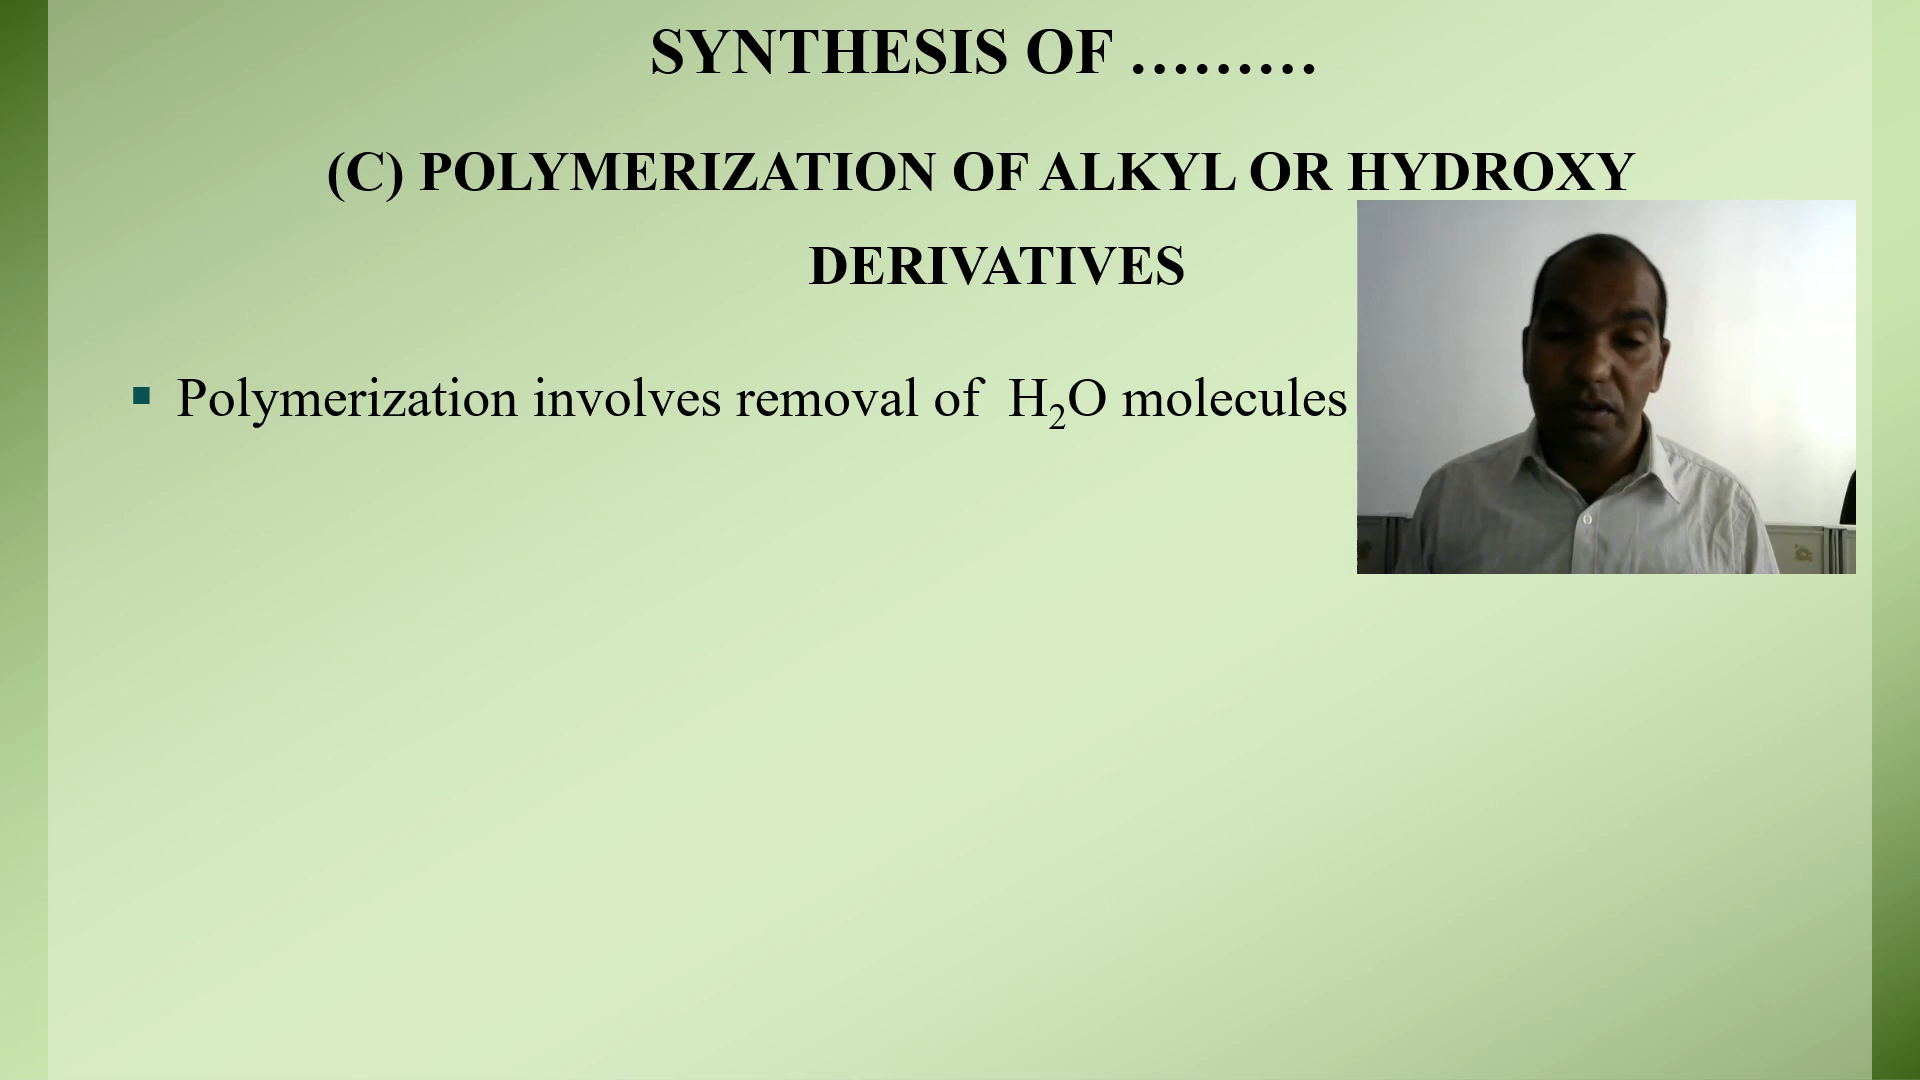 SYNTHESIS OF ………
(C) POLYMERIZATION OF ALKYL OR HYDROXY
DERIVATIVES
▪ Polymerization involves removal of H₂O molecules